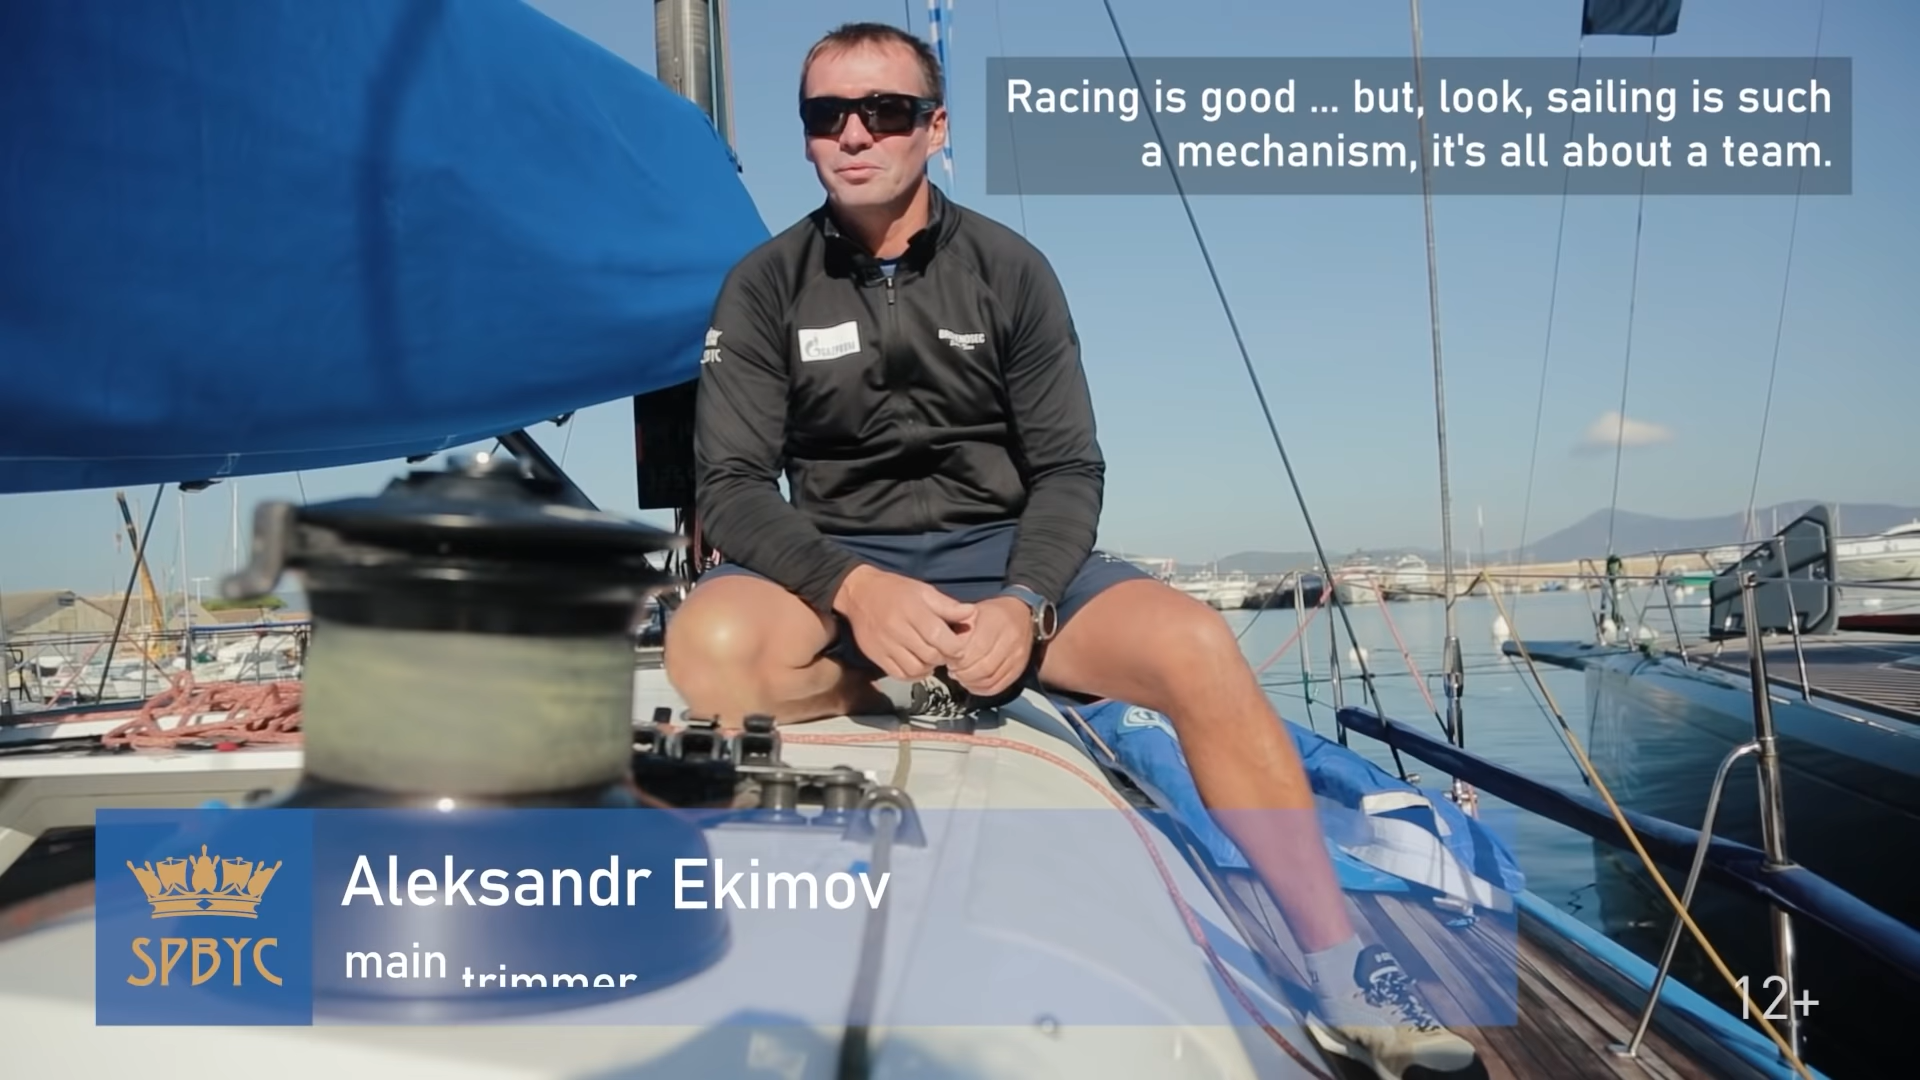 Racing is good ... but, look, sailing is such
a mechanism, it's all about a team.
GAZPROM
SPBYC
Aleksandr Ekimov
main trimmer
12+